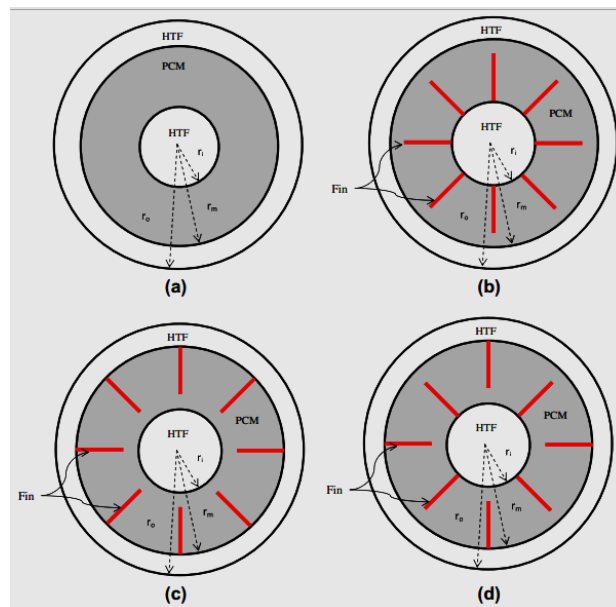 HTF
PCM
HTF
ri
ro
rm
(a)
HTF
HTF
PCM
ri
Fin
ro
rm
(b)
HTF
HTF
PCM
ri
Fin
ro
rm
(c)
HTF
PCM
HTF
ri
Fin
ro
rm
(d)